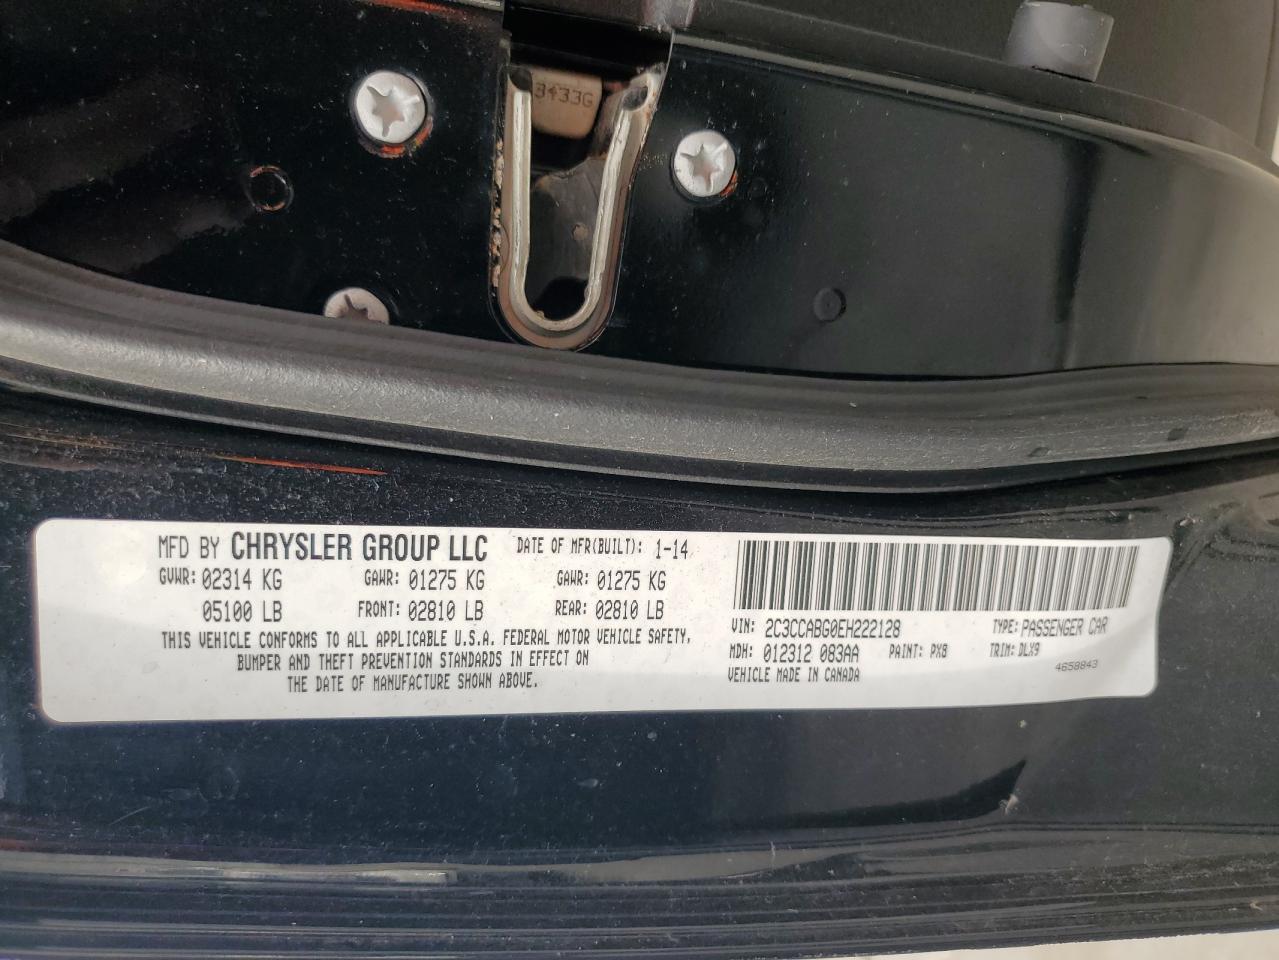 3433G
MFD BY CHRYSLER GROUP LLC DATE OF MFR(BUILT): 1-14
GVWR: 02314 KG GAWR: 01275 KG GAWR: 01275 KG
05100 LB FRONT: 02810 LB REAR: 02810 LB
THIS VEHICLE CONFORMS TO ALL APPLICABLE U.S.A. FEDERAL MOTOR VEHICLE SAFETY,
BUMPER AND THEFT PREVENTION STANDARDS IN EFFECT ON
THE DATE OF MANUFACTURE SHOWN ABOVE.
VIN: 2C3CCABG0EH222128 TYPE: PASSENGER CAR
MDH: 012312 083AA PAINT: PX8 TRIM: DLX9
VEHICLE MADE IN CANADA 4658843